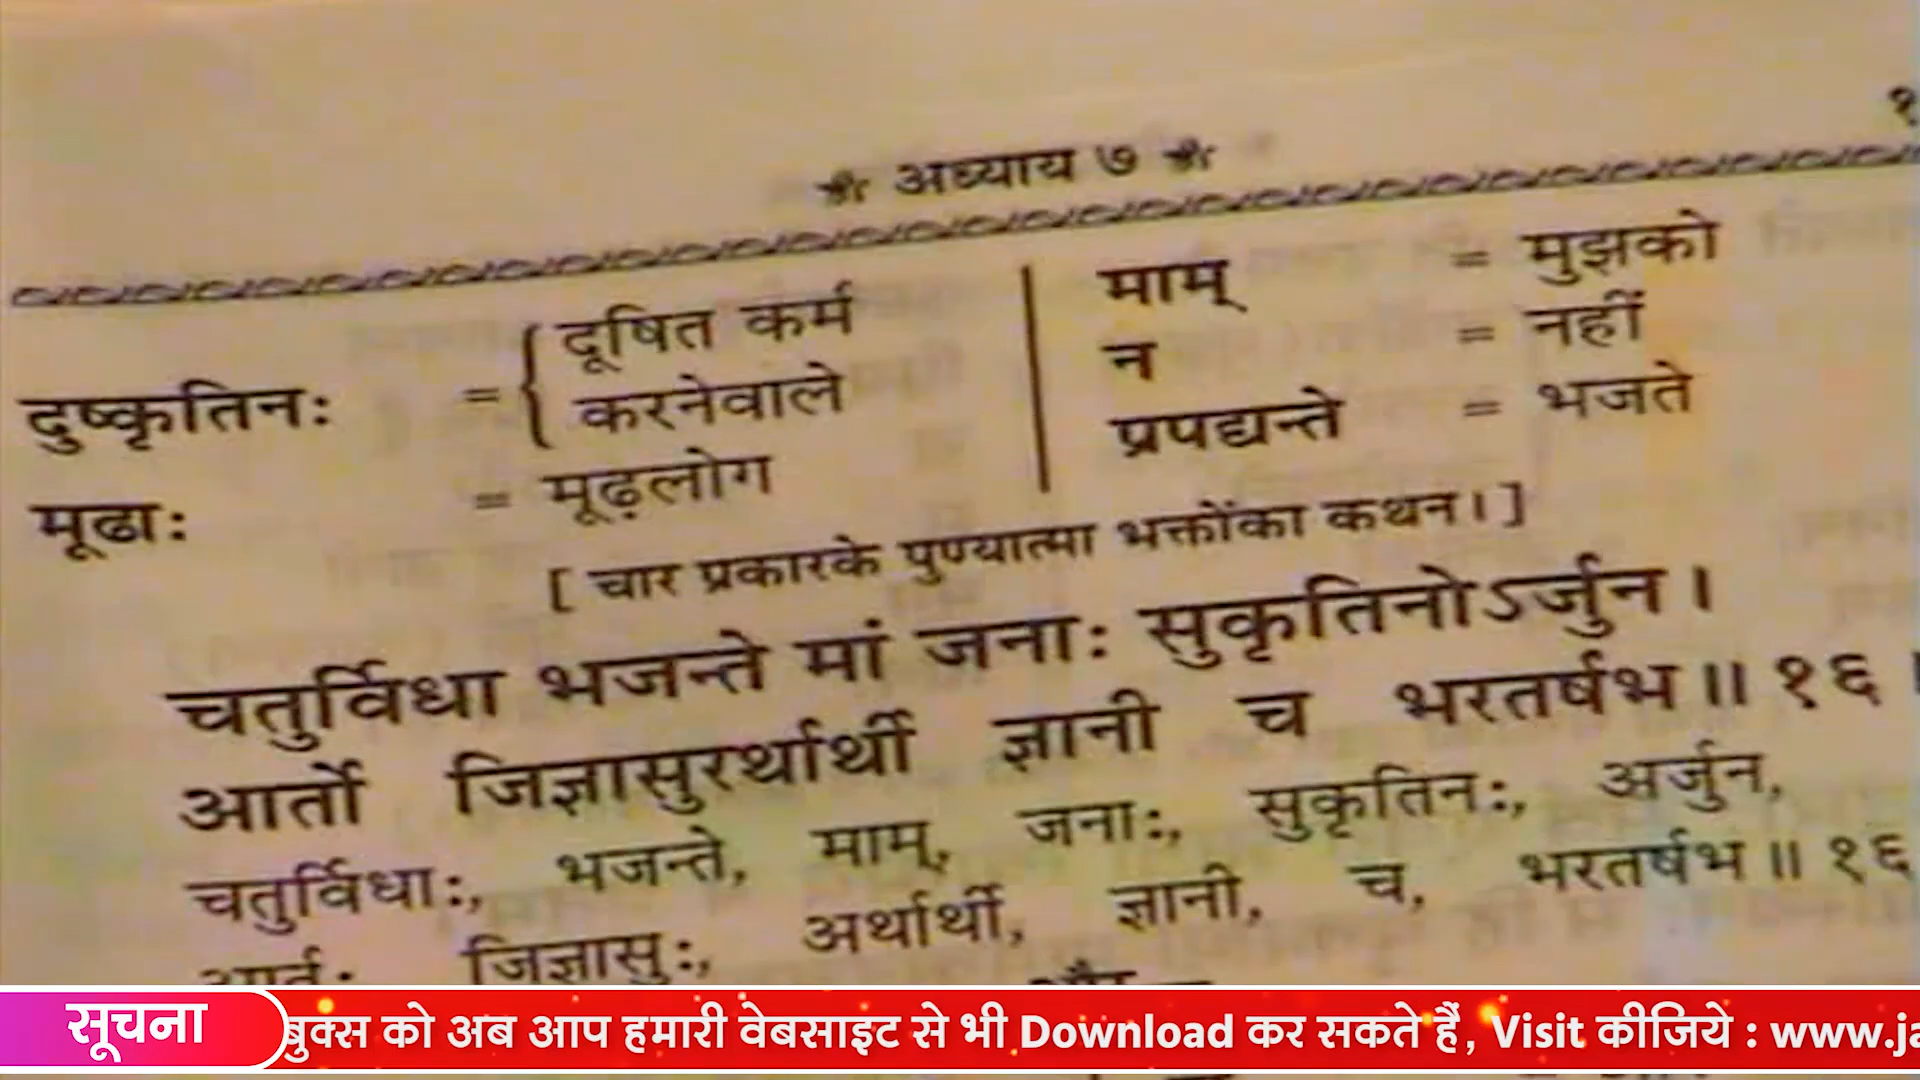 श्री अध्याय ७ श्री
दुष्कृतिनः = { दूषित कर्म करनेवाले
मूढाः = मूढ़लोग
माम् = मुझको
न = नहीं
प्रपद्यन्ते = भजते
[ चार प्रकारके पुण्यात्मा भक्तोंका कथन। ]
चतुर्विधा भजन्ते मां जनाः सुकृतिनोऽर्जुन ।
आर्तो जिज्ञासुरर्थार्थी ज्ञानी च भरतर्षभ ॥ १६
चतुर्विधाः, भजन्ते, माम्, जनाः, सुकृतिनः, अर्जुन,
जिज्ञासुः, अर्थार्थी, ज्ञानी, च, भरतर्षभ ॥ १६
सूचना
बुक्स को अब आप हमारी वेबसाइट से भी Download कर सकते हैं, Visit कीजिये : www.ja